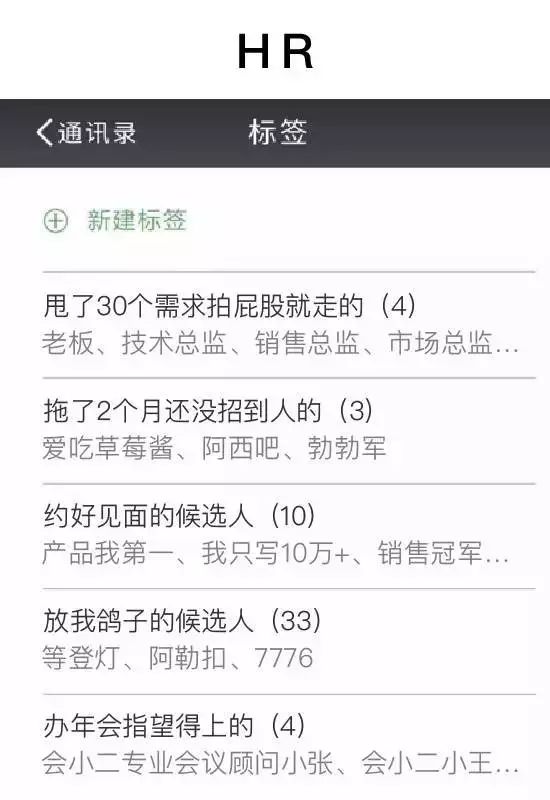 HR
通讯录 标签
新建标签
甩了30个需求拍屁股就走的（4）
老板、技术总监、销售总监、市场总监...
拖了2个月还没招到人的（3）
爱吃草莓酱、阿西吧、勃勃军
约好见面的候选人（10）
产品我第一、我只写10万+、销售冠军...
放我鸽子的候选人（33）
等登灯、阿勒扣、7776
办年会指望得上的（4）
会小二专业会议顾问小张、会小二小王...